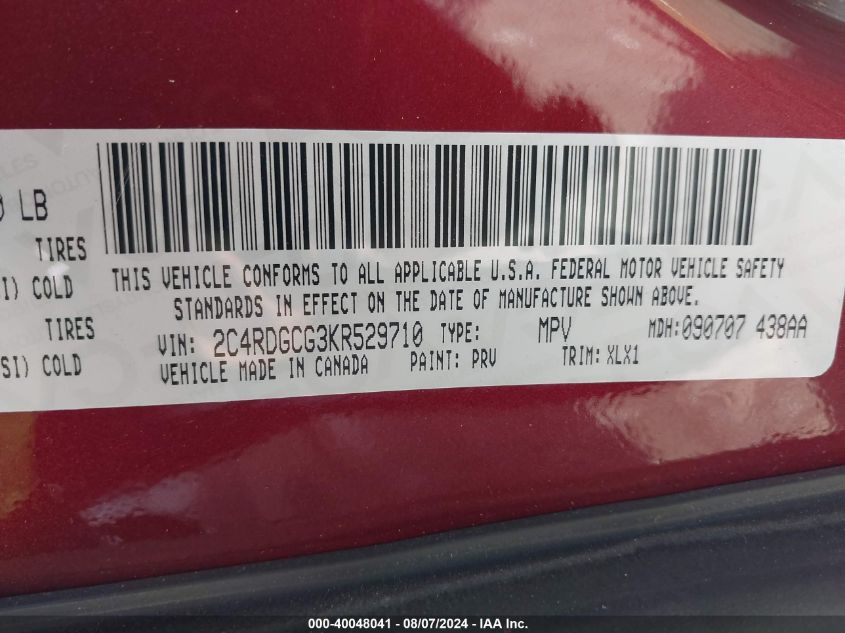 LB
TIRES
COLD
TIRES
SI) COLD
THIS VEHICLE CONFORMS TO ALL APPLICABLE U.S.A. FEDERAL MOTOR VEHICLE SAFETY
STANDARDS IN EFFECT ON THE DATE OF MANUFACTURE SHOWN ABOVE.
VIN: 2C4RDGCG3KR529710 TYPE: MPV MDH:090707 438AA
VEHICLE MADE IN CANADA PAINT: PRV TRIM: XLX1
000-40048041 - 08/07/2024 - IAA Inc.